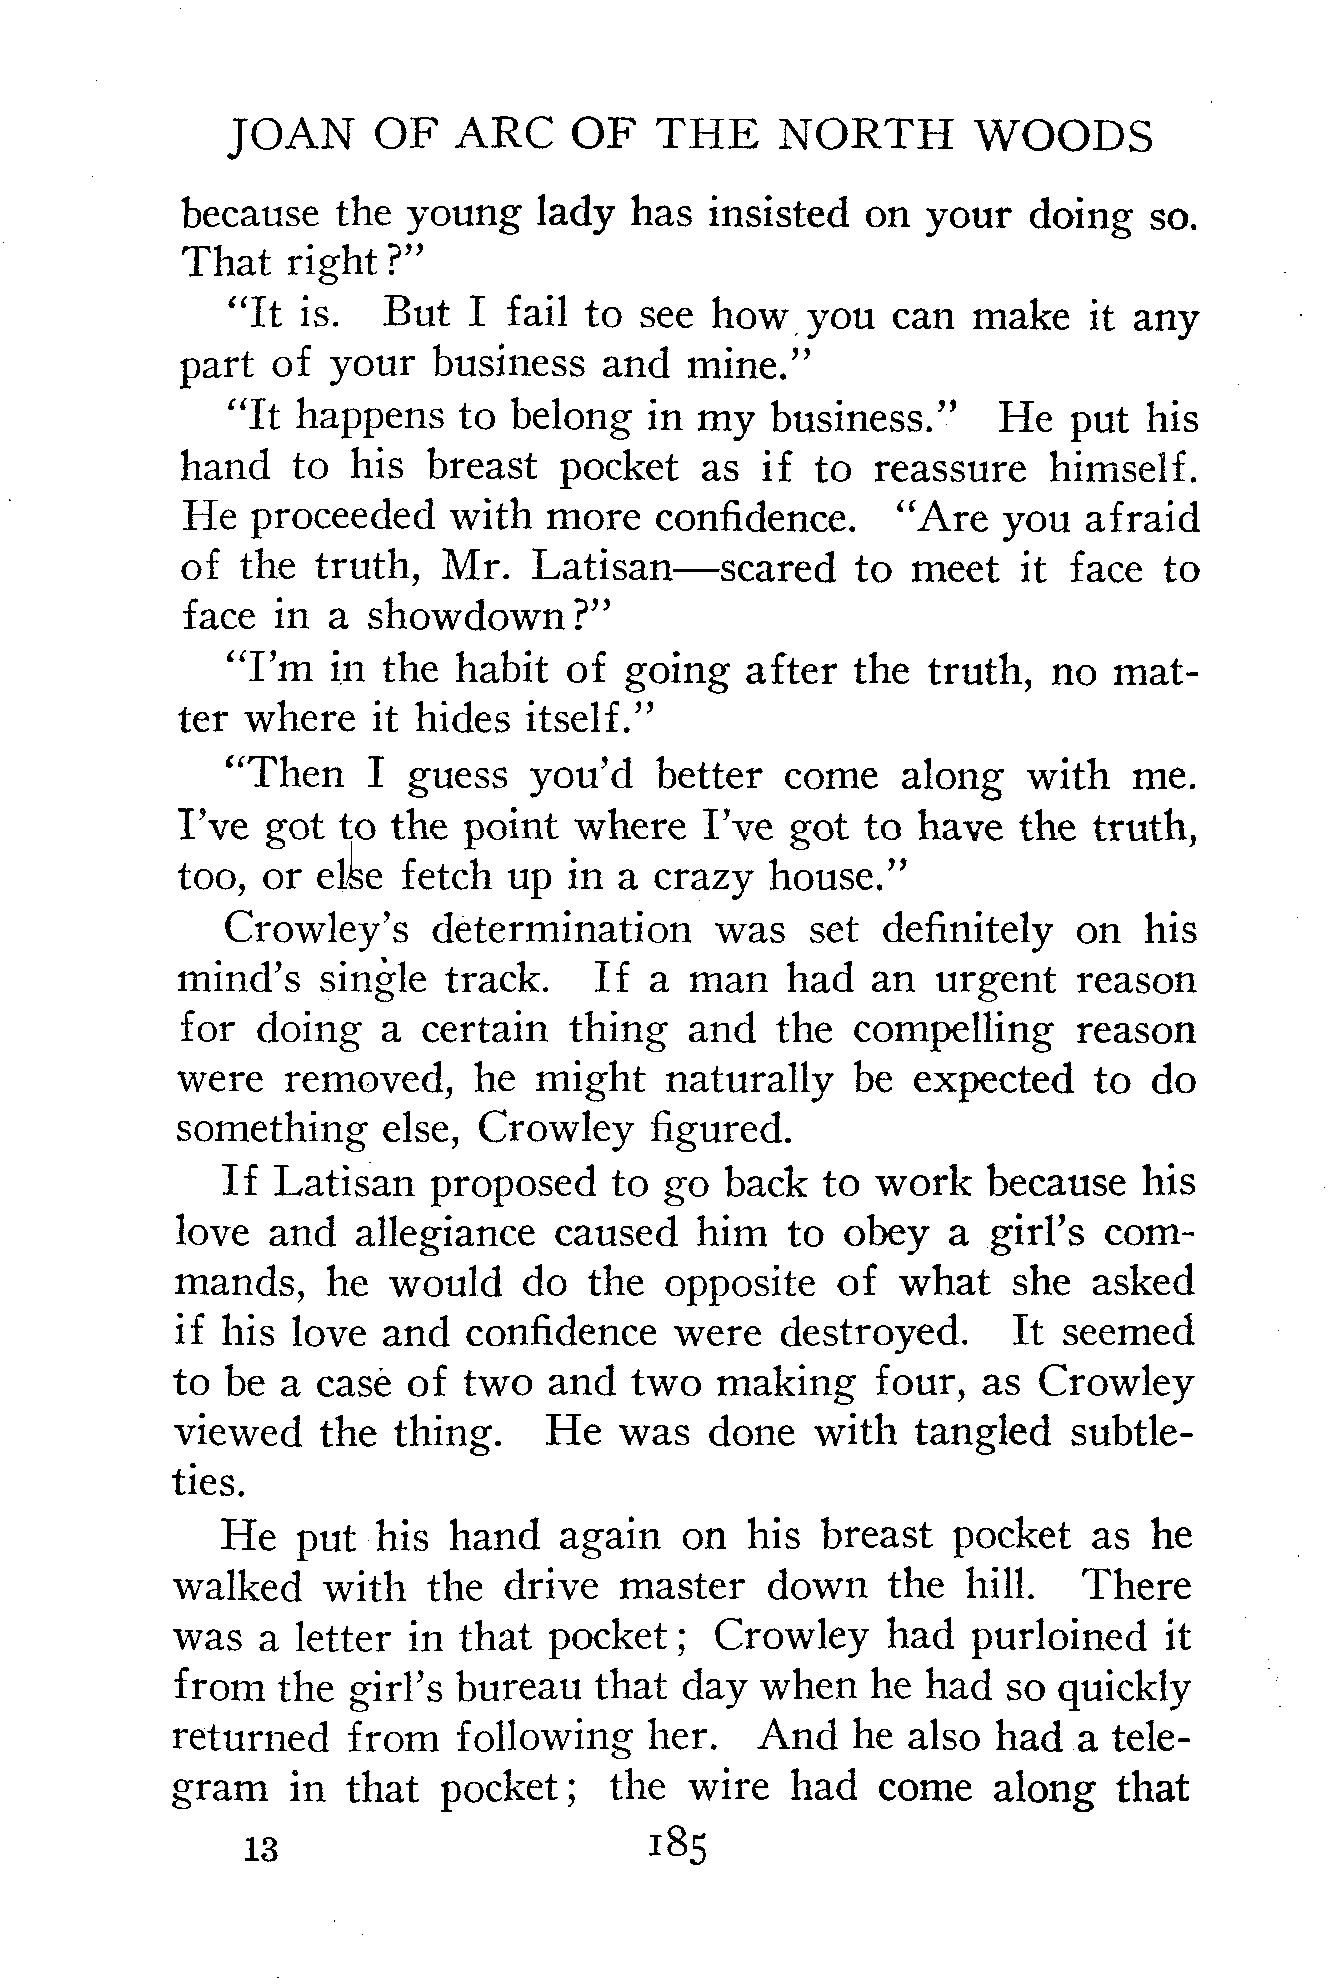 JOAN OF ARC OF THE NORTH WOODS
because the young lady has insisted on your doing so.
That right?"
"It is. But I fail to see how you can make it any
part of your business and mine."
"It happens to belong in my business." He put his
hand to his breast pocket as if to reassure himself.
He proceeded with more confidence. "Are you afraid
of the truth, Mr. Latisan—scared to meet it face to
face in a showdown?"
"I'm in the habit of going after the truth, no mat-
ter where it hides itself."
"Then I guess you'd better come along with me.
I've got to the point where I've got to have the truth,
too, or else fetch up in a crazy house."
Crowley's determination was set definitely on his
mind's single track. If a man had an urgent reason
for doing a certain thing and the compelling reason
were removed, he might naturally be expected to do
something else, Crowley figured.
If Latisan proposed to go back to work because his
love and allegiance caused him to obey a girl's com-
mands, he would do the opposite of what she asked
if his love and confidence were destroyed. It seemed
to be a case of two and two making four, as Crowley
viewed the thing. He was done with tangled subtle-
ties.
He put his hand again on his breast pocket as he
walked with the drive master down the hill. There
was a letter in that pocket; Crowley had purloined it
from the girl's bureau that day when he had so quickly
returned from following her. And he also had a tele-
gram in that pocket; the wire had come along that
13 185